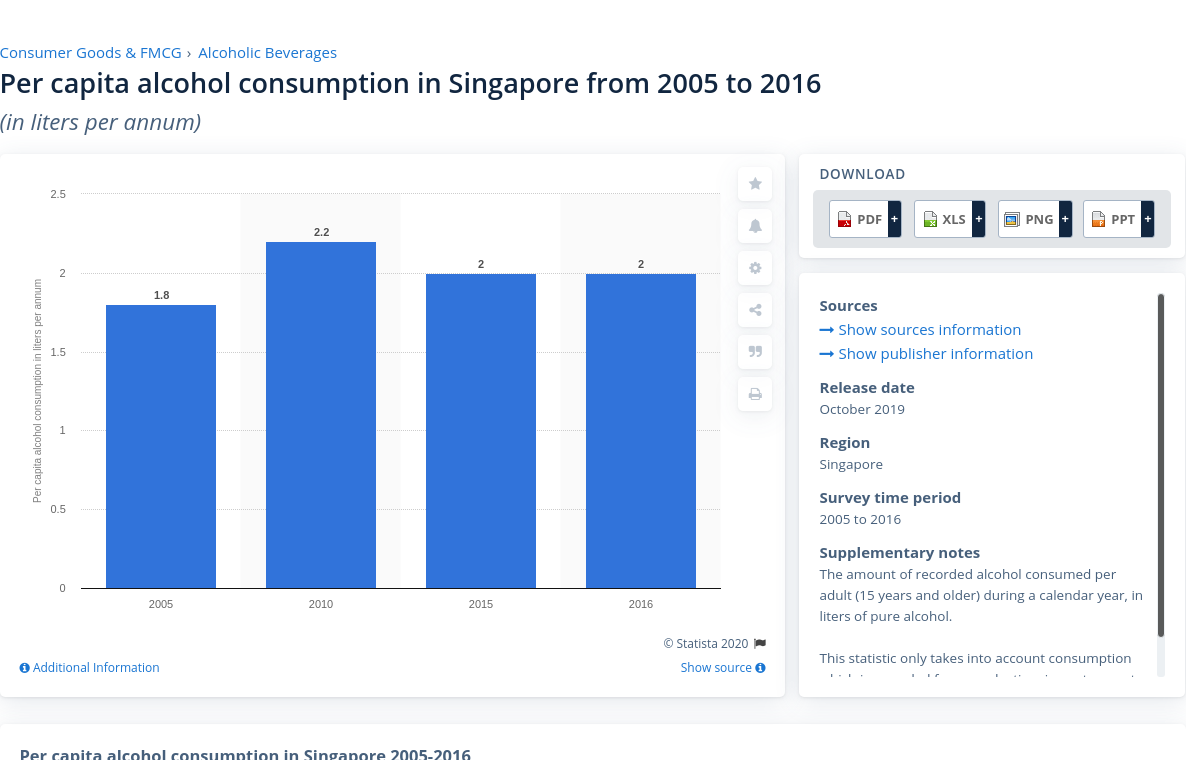 Consumer Goods & FMCG › Alcoholic Beverages
Per capita alcohol consumption in Singapore from 2005 to 2016
(in liters per annum)
Per capita alcohol consumption in liters per annum
2.5
2
1.5
1
0.5
0
1.8
2.2
2
2
2005
2010
2015
2016
© Statista 2020
Additional Information
Show source
DOWNLOAD
PDF +
XLS +
PNG +
PPT +
Sources
Show sources information
Show publisher information
Release date
October 2019
Region
Singapore
Survey time period
2005 to 2016
Supplementary notes
The amount of recorded alcohol consumed per
adult (15 years and older) during a calendar year, in
liters of pure alcohol.
This statistic only takes into account consumption
Per capita alcohol consumption in Singapore 2005-2016